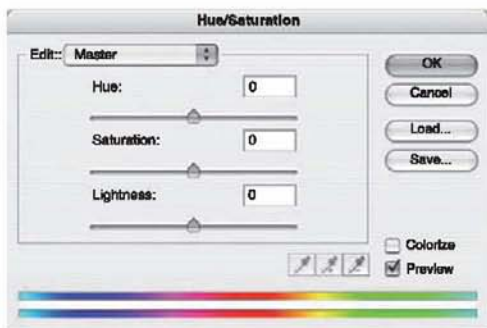 Hue/Saturation
Edit:: Master
OK
Hue: 0
Cancel
Load...
Saturation: 0
Save...
Lightness: 0
Colorize
Preview